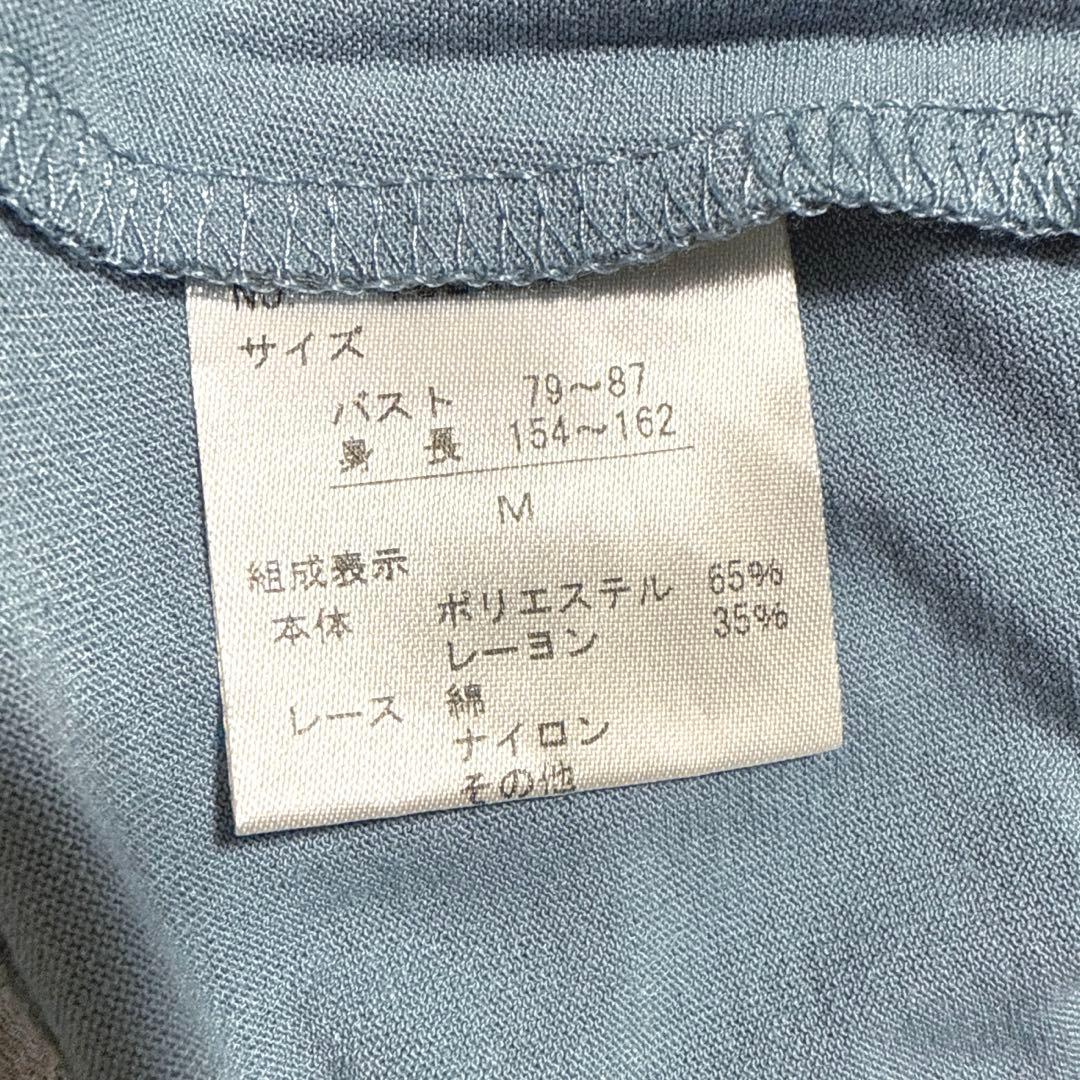 No
サイズ
バスト 79～87
身 長 154～162
M
組成表示
本体 ポリエステル 65%
レーヨン 35%
レース 綿
ナイロン
その他